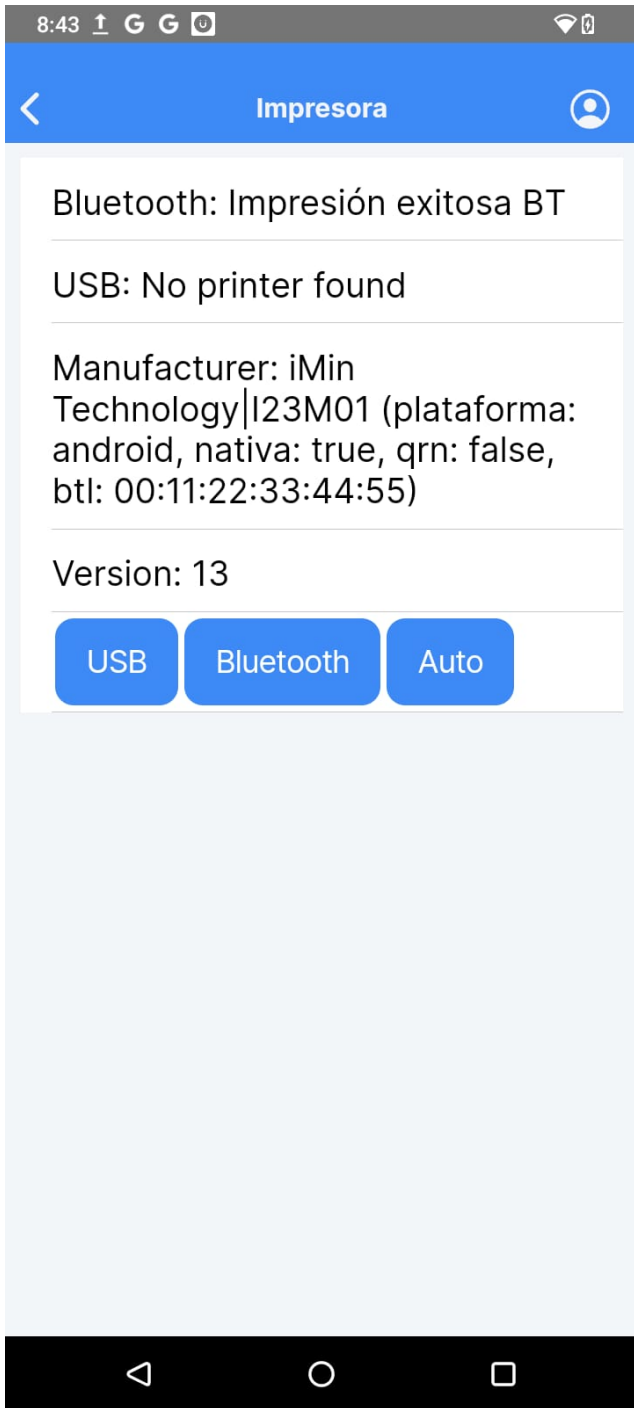 8:43
Impresora
Bluetooth: Impresión exitosa BT
USB: No printer found
Manufacturer: iMin
Technology|I23M01 (plataforma:
android, nativa: true, qrn: false,
btl: 00:11:22:33:44:55)
Version: 13
USB Bluetooth Auto